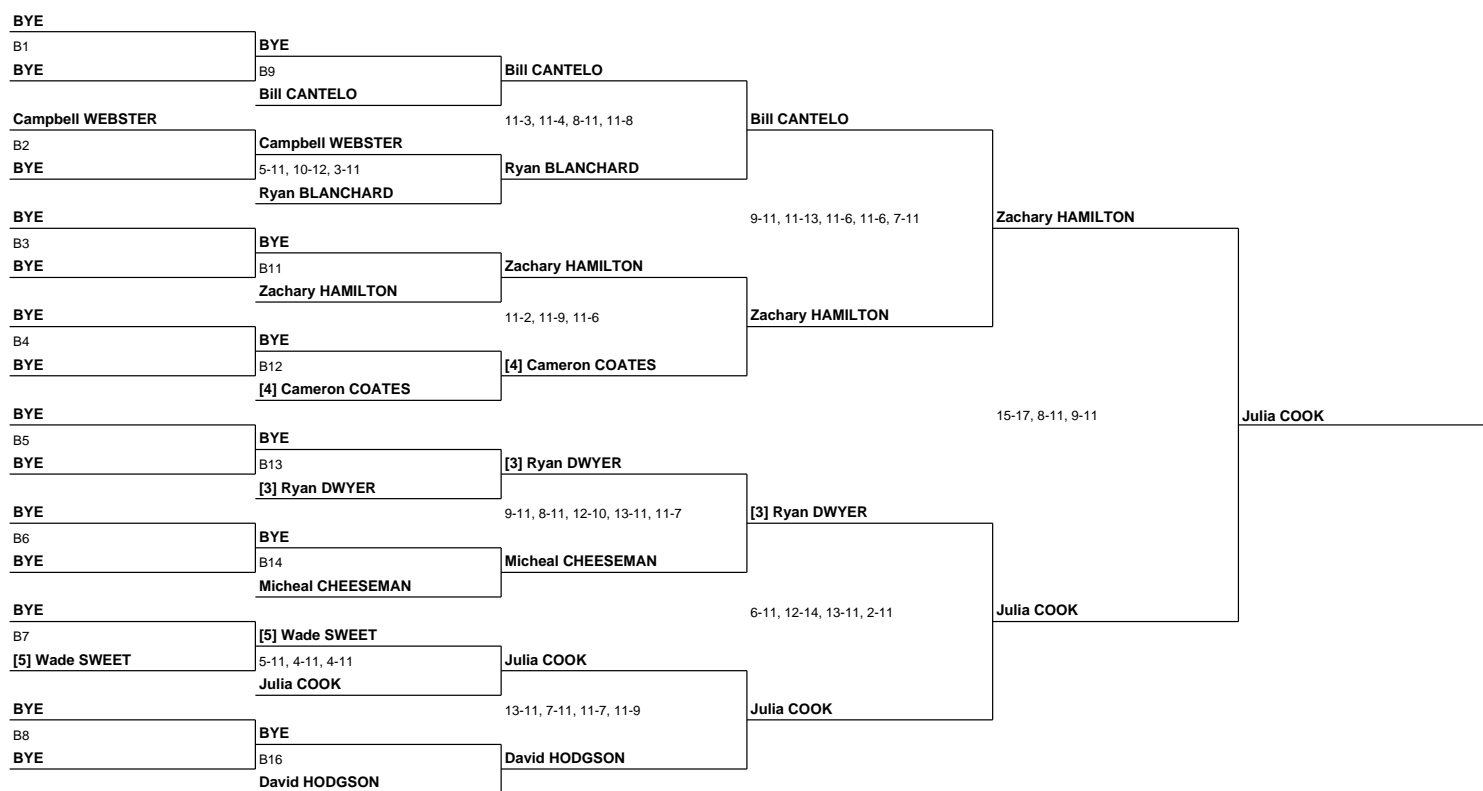 BYE
B1
BYE
Campbell WEBSTER
B2
BYE
BYE
B3
BYE
BYE
B4
BYE
BYE
B5
BYE
BYE
B6
BYE
BYE
B7
[5] Wade SWEET
BYE
B8
BYE
BYE
B9
Bill CANTELO
Campbell WEBSTER
5-11, 10-12, 3-11
Ryan BLANCHARD
BYE
B11
Zachary HAMILTON
BYE
B12
[4] Cameron COATES
BYE
B13
[3] Ryan DWYER
BYE
B14
Micheal CHEESEMAN
[5] Wade SWEET
5-11, 4-11, 4-11
Julia COOK
BYE
B16
David HODGSON
Bill CANTELO
11-3, 11-4, 8-11, 11-8
Ryan BLANCHARD
Zachary HAMILTON
11-2, 11-9, 11-6
[4] Cameron COATES
[3] Ryan DWYER
9-11, 8-11, 12-10, 13-11, 11-7
Micheal CHEESEMAN
Julia COOK
13-11, 7-11, 11-7, 11-9
David HODGSON
Bill CANTELO
9-11, 11-13, 11-6, 11-6, 7-11
Zachary HAMILTON
[3] Ryan DWYER
6-11, 12-14, 13-11, 2-11
Julia COOK
Zachary HAMILTON
15-17, 8-11, 9-11
Julia COOK
Julia COOK